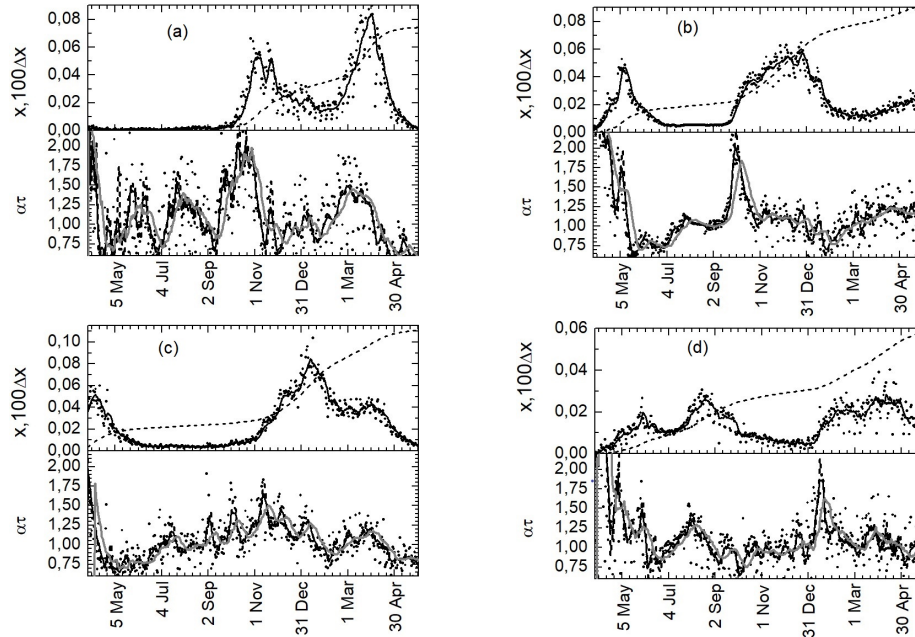 (a)
x,100Δx
0,08
0,06
0,04
0,02
0,00
ατ
2,00
1,75
1,50
1,25
1,00
0,75
5 May
4 Jul
2 Sep
1 Nov
31 Dec
1 Mar
30 Apr
(b)
x,100Δx
0,08
0,06
0,04
0,02
0,00
ατ
2,00
1,75
1,50
1,25
1,00
0,75
5 May
4 Jul
2 Sep
1 Nov
31 Dec
1 Mar
30 Apr
(c)
x,100Δx
0,10
0,08
0,06
0,04
0,02
0,00
ατ
2,00
1,75
1,50
1,25
1,00
0,75
5 May
4 Jul
2 Sep
1 Nov
31 Dec
1 Mar
30 Apr
(d)
x,100Δx
0,06
0,04
0,02
0,00
ατ
2,00
1,75
1,50
1,25
1,00
0,75
5 May
4 Jul
2 Sep
1 Nov
31 Dec
1 Mar
30 Apr